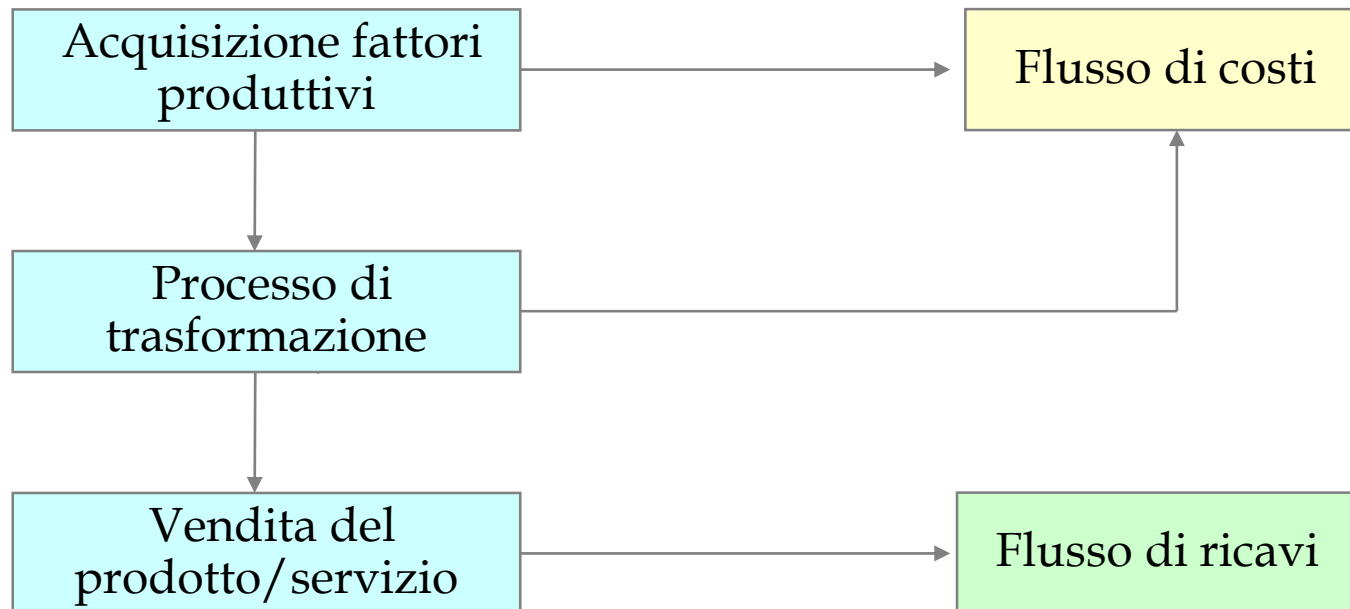 Acquisizione fattori
produttivi
Flusso di costi
Processo di
trasformazione
Vendita del
prodotto/servizio
Flusso di ricavi